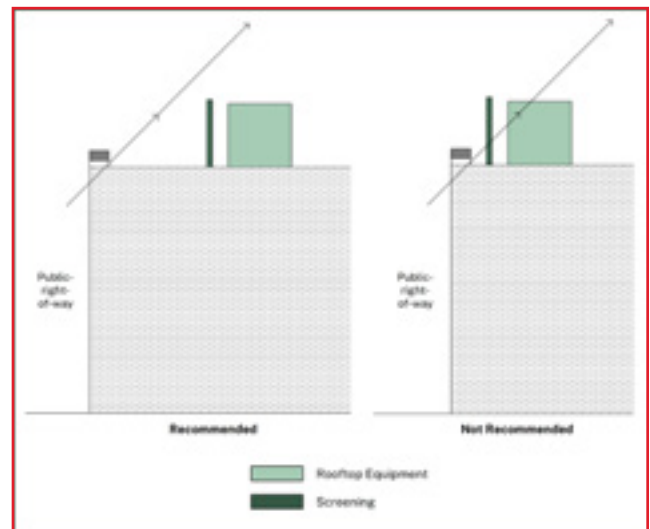 Public-
right-
of-way
Public-
right-
of-way
Recommended
Not Recommended
Rooftop Equipment
Screening